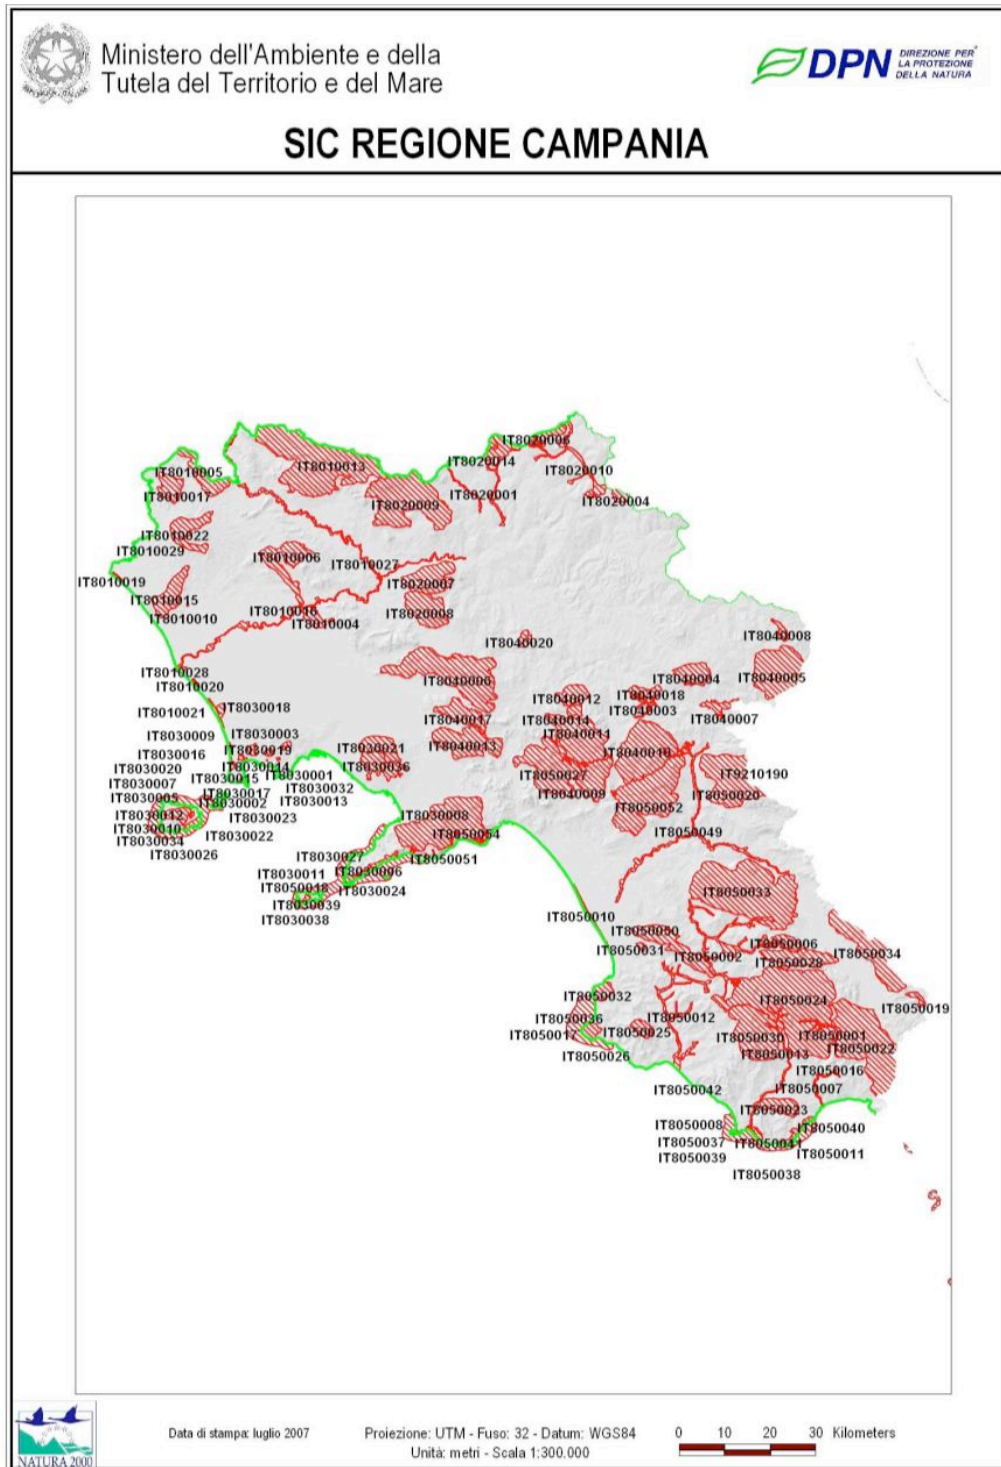 Ministero dell'Ambiente e della
Tutela del Territorio e del Mare
DPN
DIREZIONE PER
LA PROTEZIONE
DELLA NATURA
SIC REGIONE CAMPANIA
IT8020006
IT8020014
IT8010013
IT8010005
IT8020010
IT8010017
IT8020001
IT8020004
IT8020009
IT8010022
IT8010029
IT8010006
IT8010027
IT8010019
IT8020007
IT8010015
IT8010016
IT8020008
IT8010010
IT8010004
IT8040008
IT8040020
IT8010028
IT8040005
IT8040004
IT8040006
IT8010020
IT8040018
IT8040012
IT8030018
IT8040003
IT8010021
IT8040007
IT8040017
IT8040014
IT8030009
IT8030003
IT8040011
IT8040013
IT8030021
IT8030019
IT8040010
IT8030016
IT8030014
IT8030036
IT8030020
IT8030015
IT8030001
IT8050027
IT9210190
IT8030007
IT8030032
IT8030017
IT8040009
IT8050020
IT8030005
IT8030002
IT8030013
IT8050052
IT8030012
IT8030023
IT8030008
IT8030010
IT8030022
IT8050054
IT8050049
IT8030034
IT8030026
IT8030027
IT8050051
IT8030011
IT8030006
IT8050018
IT8030024
IT8050033
IT8030039
IT8030038
IT8050010
IT8050050
IT8050006
IT8050031
IT8050002
IT8050034
IT8050028
IT8050032
IT8050024
IT8050019
IT8050036
IT8050012
IT8050017
IT8050025
IT8050030
IT8050001
IT8050026
IT8050013
IT8050022
IT8050016
IT8050042
IT8050007
IT8050023
IT8050008
IT8050040
IT8050037
IT8050041
IT8050039
IT8050011
IT8050038
NATURA 2000
Data di stampa: luglio 2007
Proiezione: UTM - Fuso: 32 - Datum: WGS84
Unità: metri - Scala 1:300.000
0 10 20 30 Kilometers